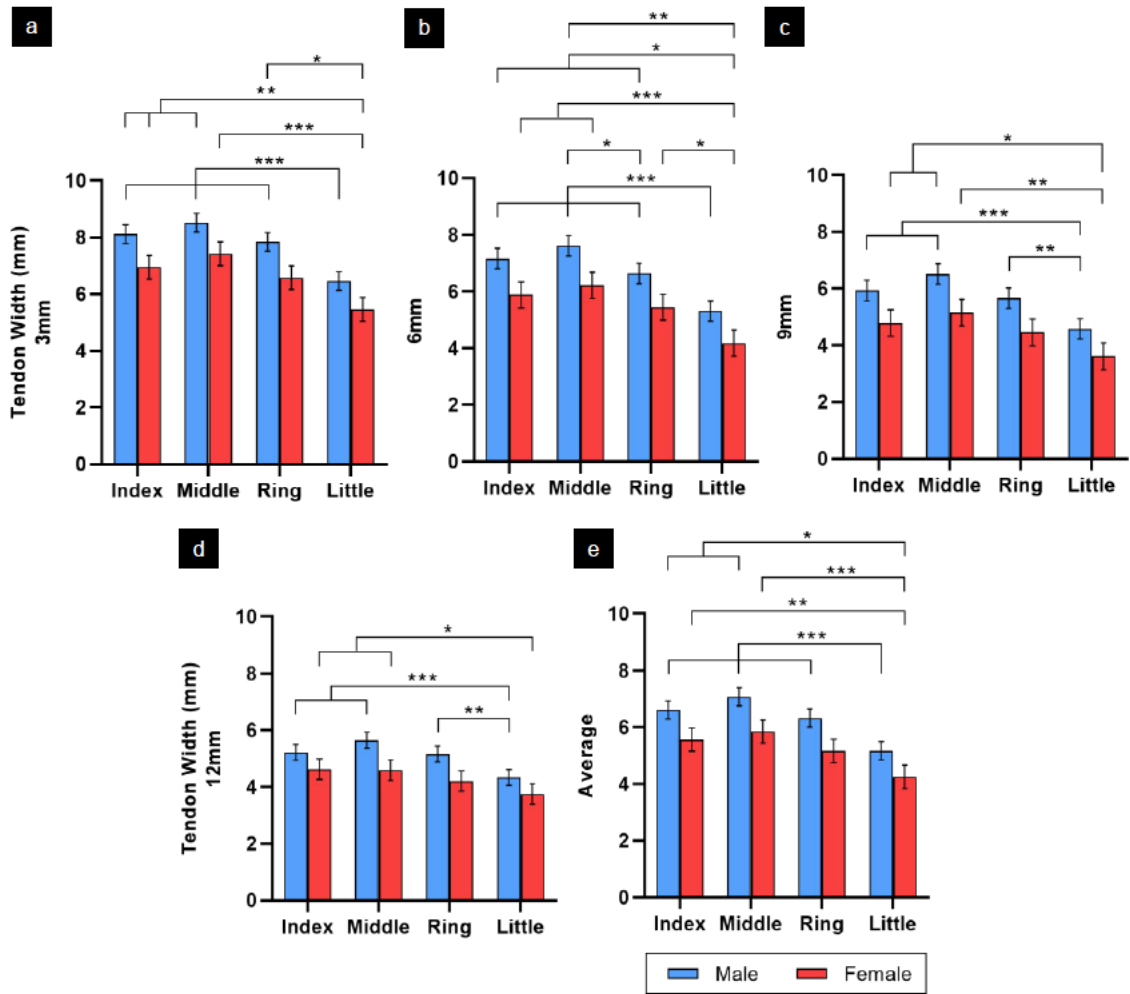 a
*
**
***
***
Tendon Width (mm)
3mm
10
8
6
4
2
0
Index Middle Ring Little
b
**
*
***
*
*
***
6mm
10
8
6
4
2
0
Index Middle Ring Little
c
*
**
***
**
9mm
10
8
6
4
2
0
Index Middle Ring Little
d
*
***
**
Tendon Width (mm)
12mm
10
8
6
4
2
0
Index Middle Ring Little
e
*
***
**
***
Average
10
8
6
4
2
0
Index Middle Ring Little
Male Female